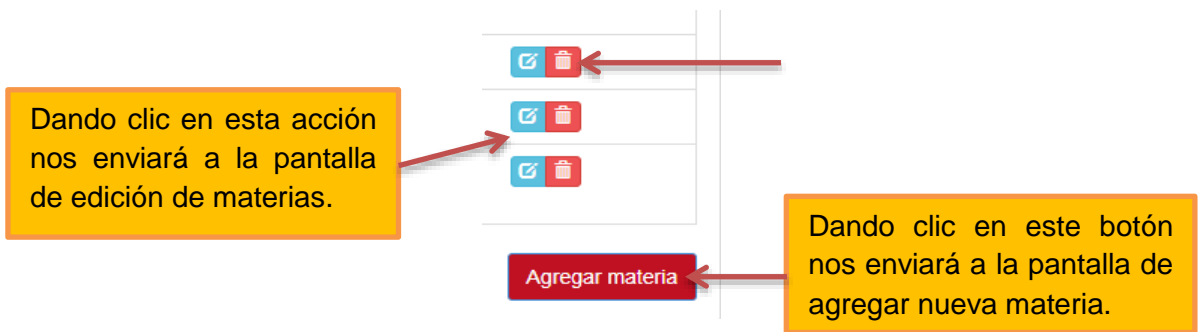 Dando clic en esta acción
nos enviará a la pantalla
de edición de materias.
Agregar materia
Dando clic en este botón
nos enviará a la pantalla de
agregar nueva materia.